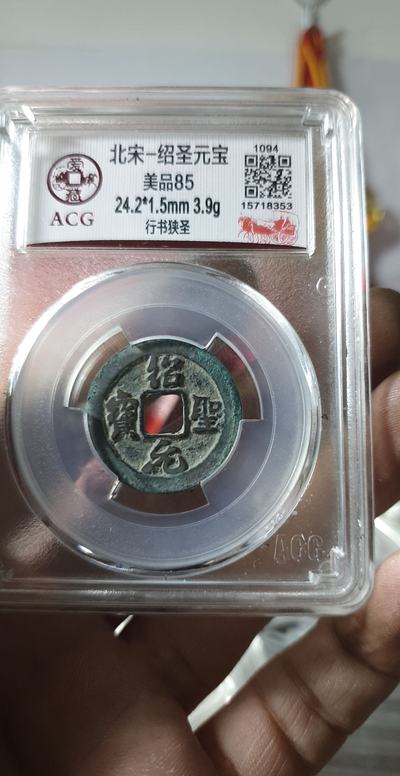 北宋-绍圣元宝
1094
美品85
24.2*1.5mm 3.9g
15718353
行书狭圣
ACG
紹
聖
元
寶
ACG